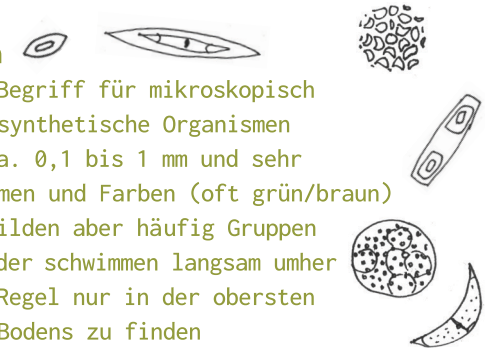 Begriff für mikroskopisch
synthetische Organismen
a. 0,1 bis 1 mm und sehr
men und Farben (oft grün/braun)
ilden aber häufig Gruppen
der schwimmen langsam umher
Regel nur in der obersten
Bodens zu finden